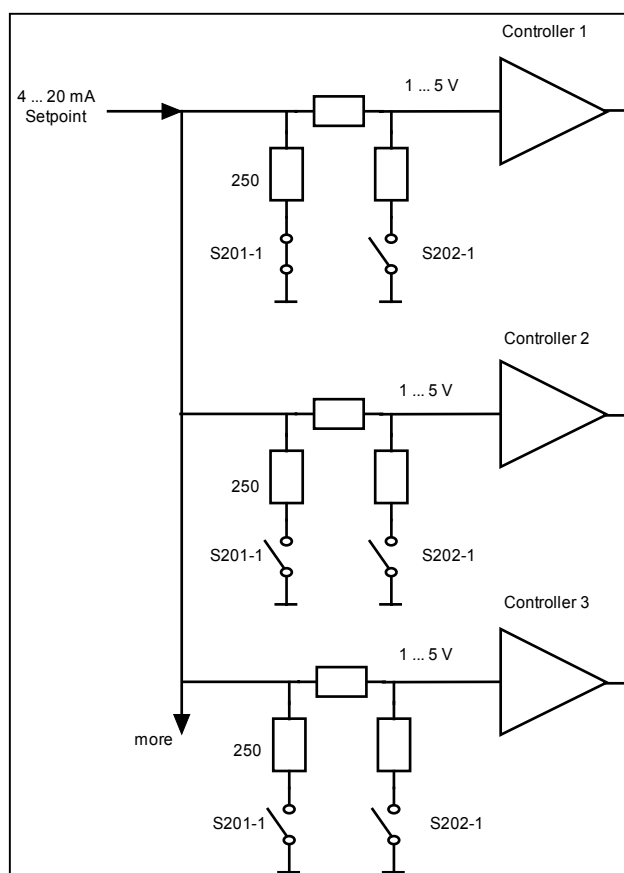 Controller 1
4 ... 20 mA
Setpoint
1 ... 5 V
250
S201-1
S202-1
Controller 2
1 ... 5 V
250
S201-1
S202-1
Controller 3
1 ... 5 V
more
250
S201-1
S202-1